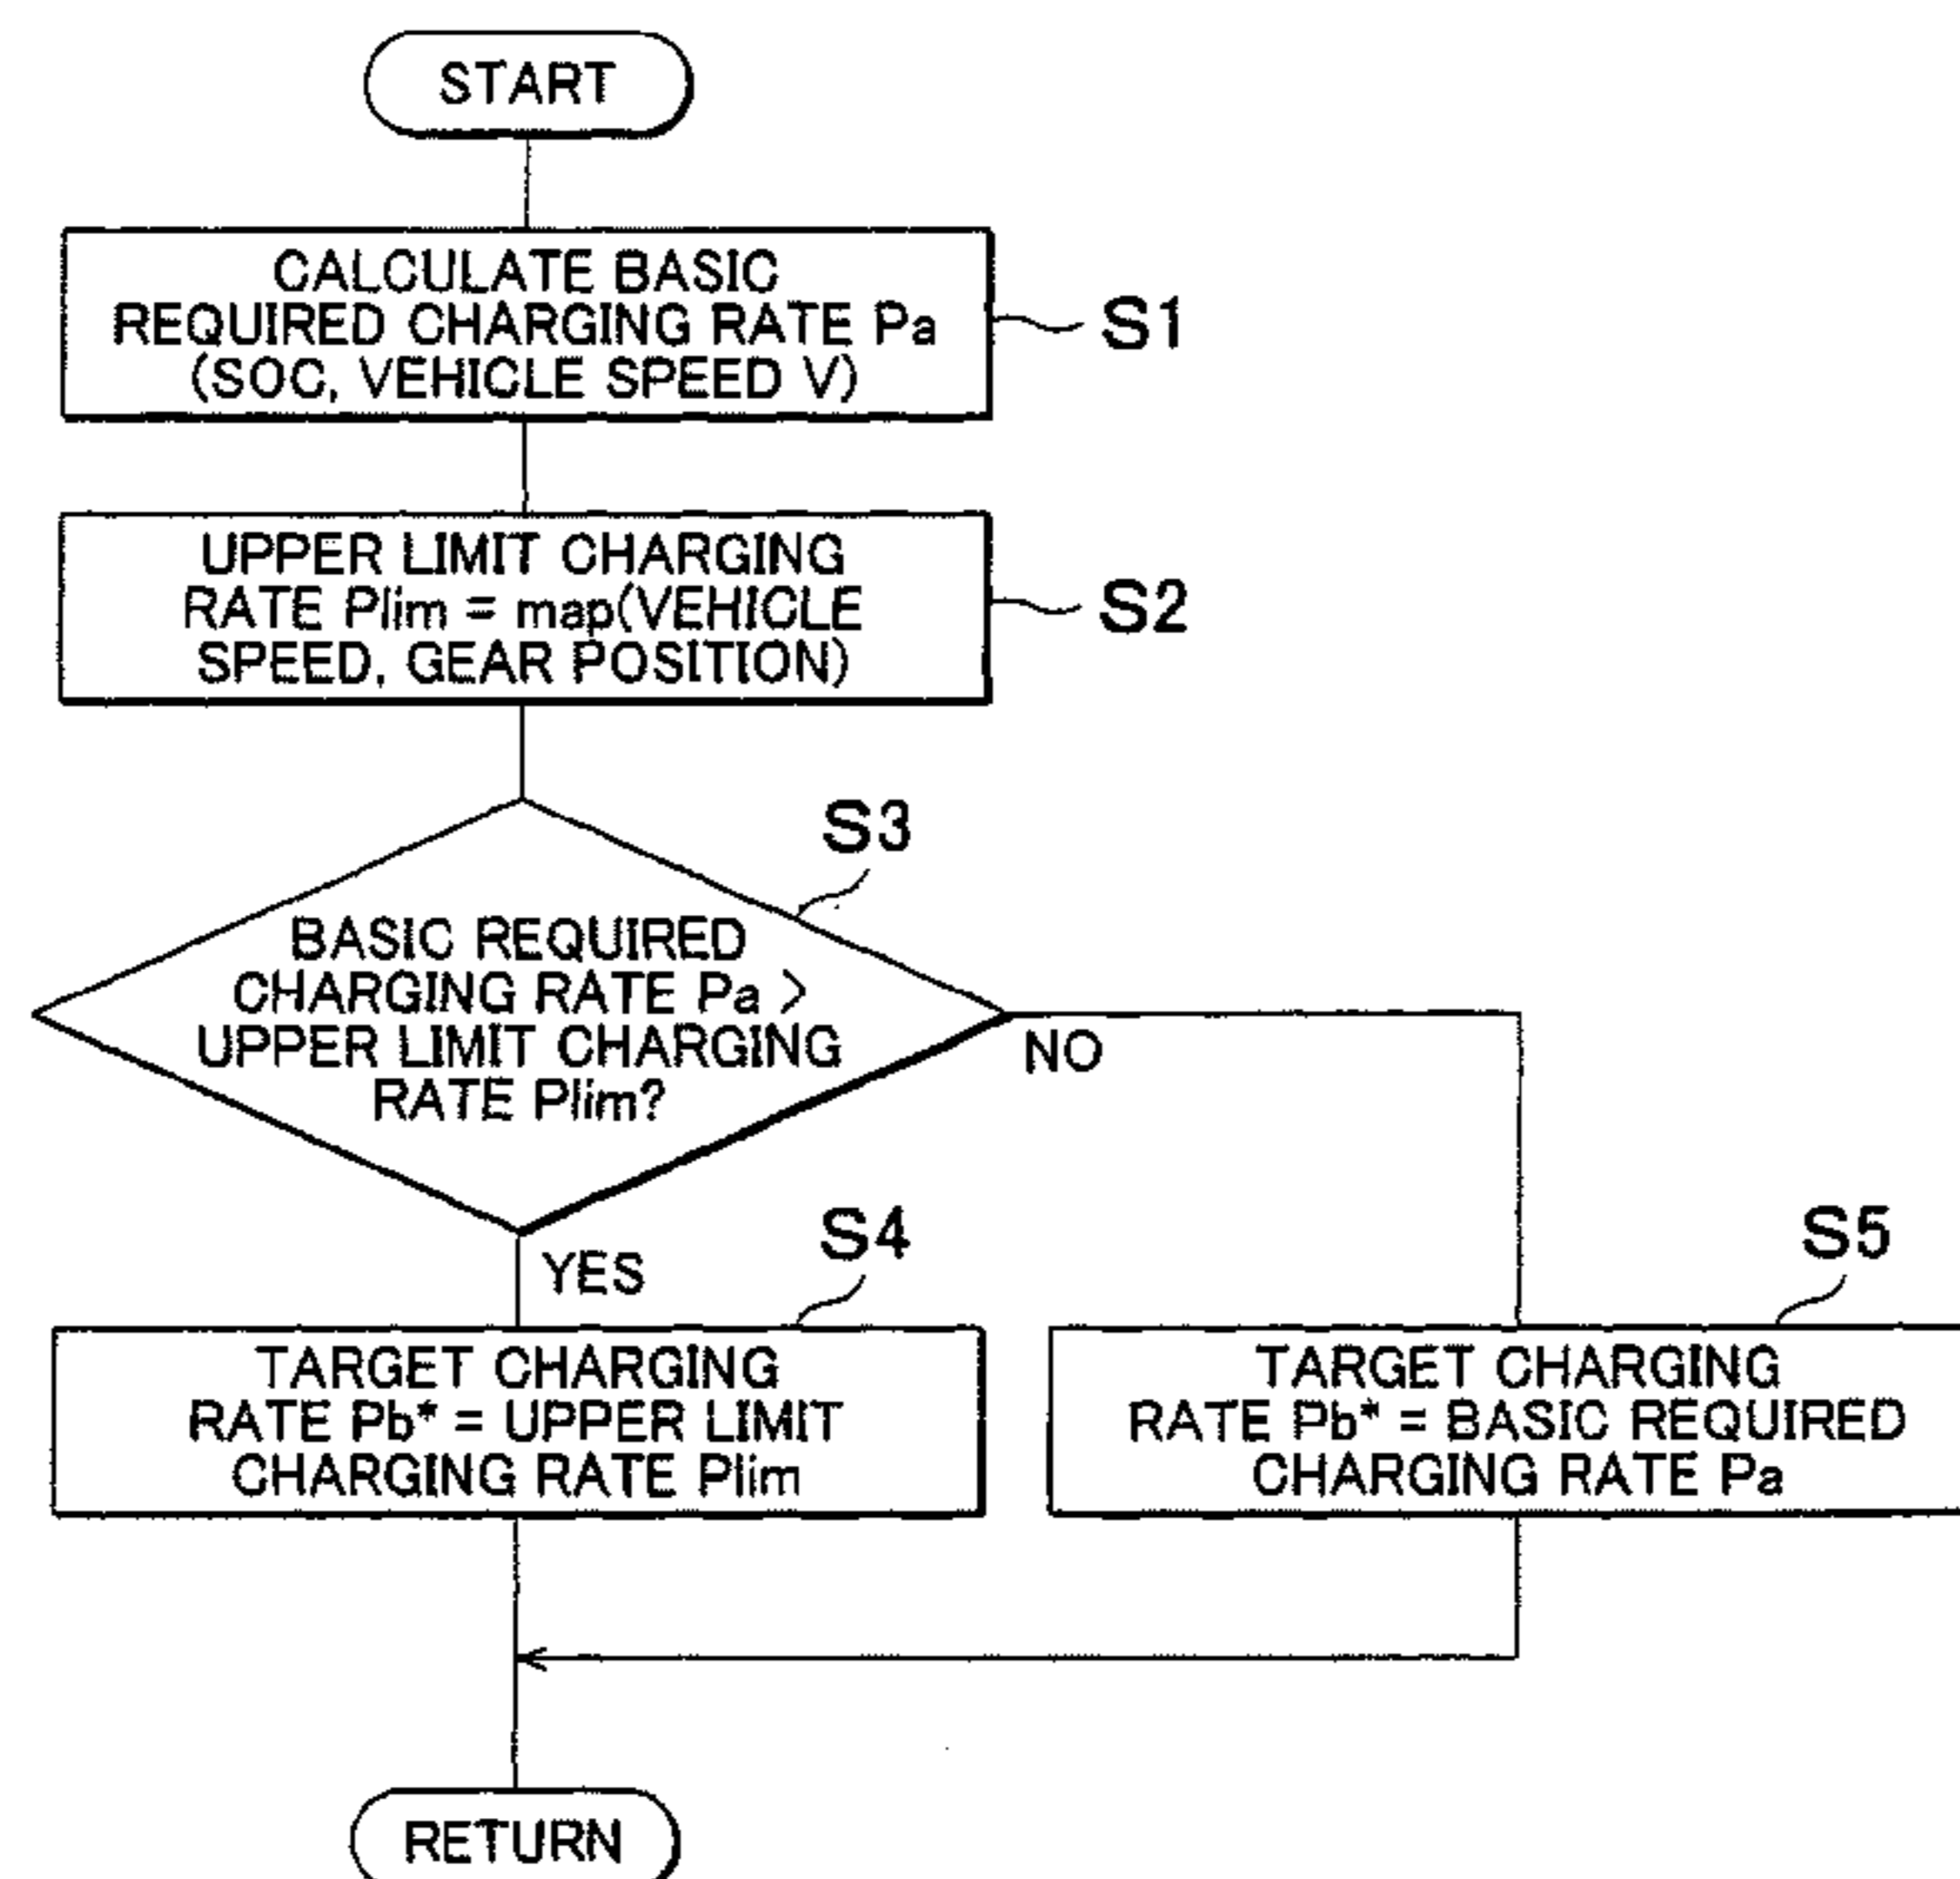 START
CALCULATE BASIC
REQUIRED CHARGING RATE Pa
(SOC, VEHICLE SPEED V)
S1
UPPER LIMIT CHARGING
RATE Plim = map(VEHICLE
SPEED, GEAR POSITION)
S2
S3
BASIC REQUIRED
CHARGING RATE Pa >
UPPER LIMIT CHARGING
RATE Plim?
NO
YES
S4
TARGET CHARGING
RATE Pb* = UPPER LIMIT
CHARGING RATE Plim
S5
TARGET CHARGING
RATE Pb* = BASIC REQUIRED
CHARGING RATE Pa
RETURN